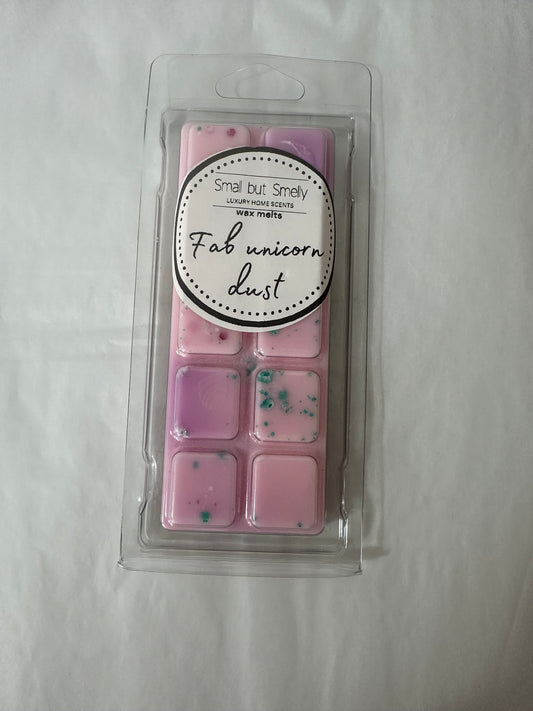 Small but Smelly
LUXURY HOME SCENTS
wax melts
Fab unicorn
dust